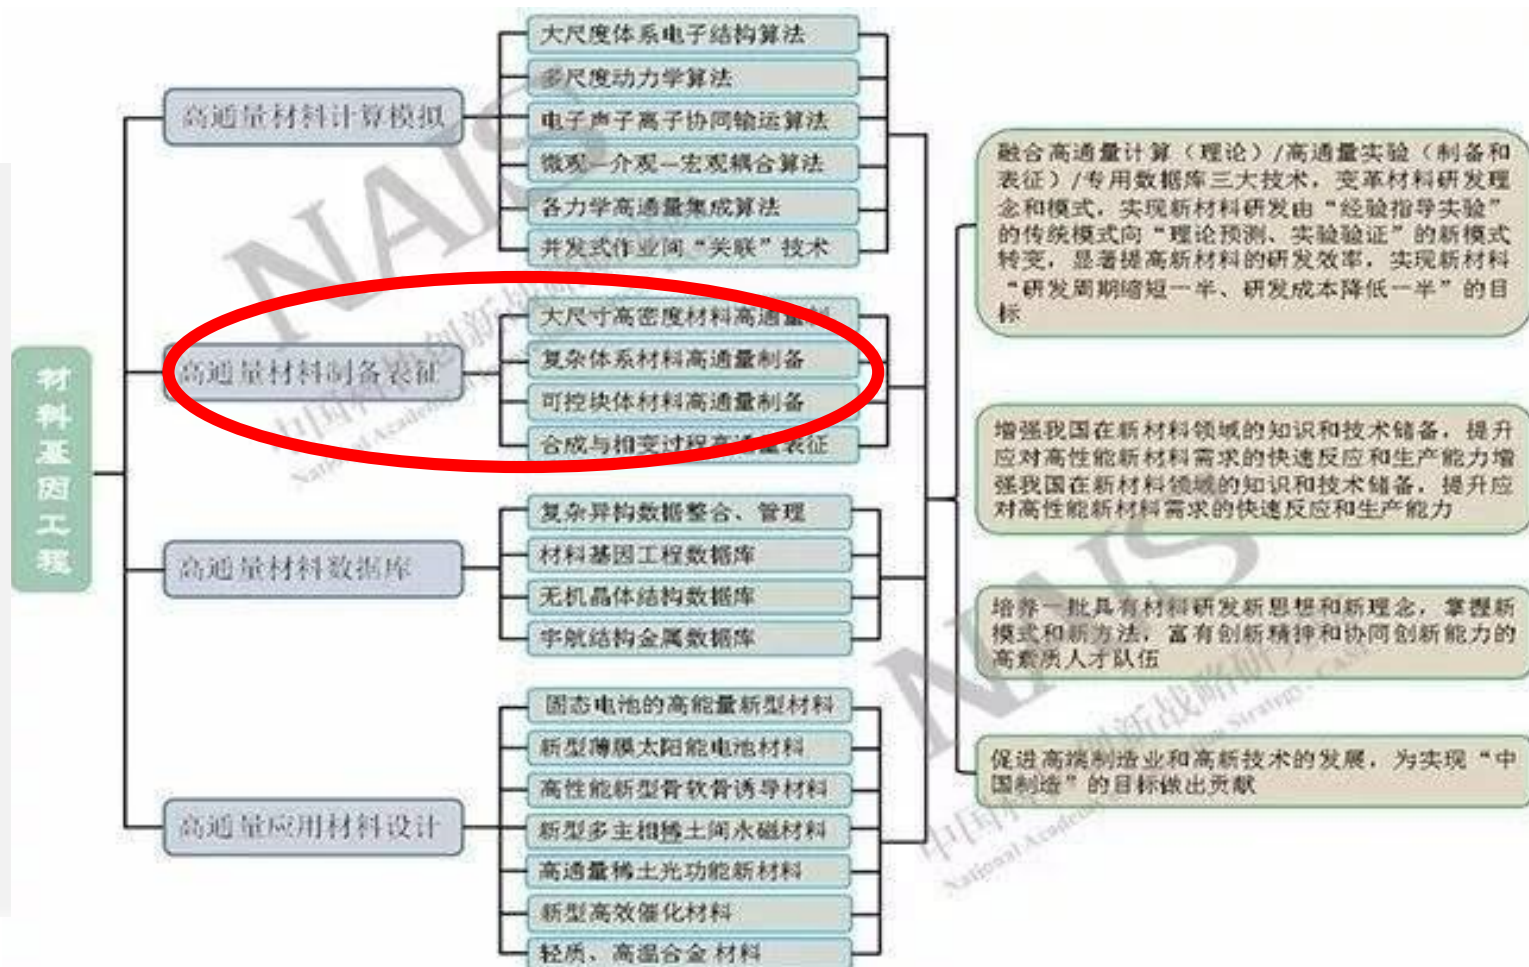 材料基因工程
高通量材料计算模拟
大尺度体系电子结构算法
多尺度动力学算法
电子声子离子协同输运算法
微观—介观—宏观耦合算法
各力学高通量集成算法
并发式作业间“关联”技术
高通量材料制备表征
大尺寸高密度材料高通量制
复杂体系材料高通量制备
可控块体材料高通量制备
合成与相变过程高通量表征
高通量材料数据库
复杂异构数据整合、管理
材料基因工程数据库
无机晶体结构数据库
宇航结构金属数据库
高通量应用材料设计
固态电池的高能量新型材料
新型薄膜太阳能电池材料
高性能新型骨软骨诱导材料
新型多主相稀土间永磁材料
高通量稀土光功能新材料
新型高效催化材料
轻质、高温合金材料
融合高通量计算（理论）/高通量实验（制备和
表征）/专用数据库三大技术，变革材料研发理
念和模式，实现新材料研发由“经验指导实验”
的传统模式向“理论预测、实验验证”的新模式
转变，显著提高新材料的研发效率，实现新材料
“研发周期缩短一半、研发成本降低一半”的目
标
增强我国在新材料领域的知识和技术储备，提升
应对高性能新材料需求的快速反应和生产能力增
强我国在新材料领域的知识和技术储备，提升应
对高性能新材料需求的快速反应和生产能力
培养一批具有材料研发新思想和新理念，掌握新
模式和新方法，富有创新精神和协同创新能力的
高素质人才队伍
促进高端制造业和高新技术的发展，为实现“中
国制造”的目标做出贡献
NAIS
NAIS